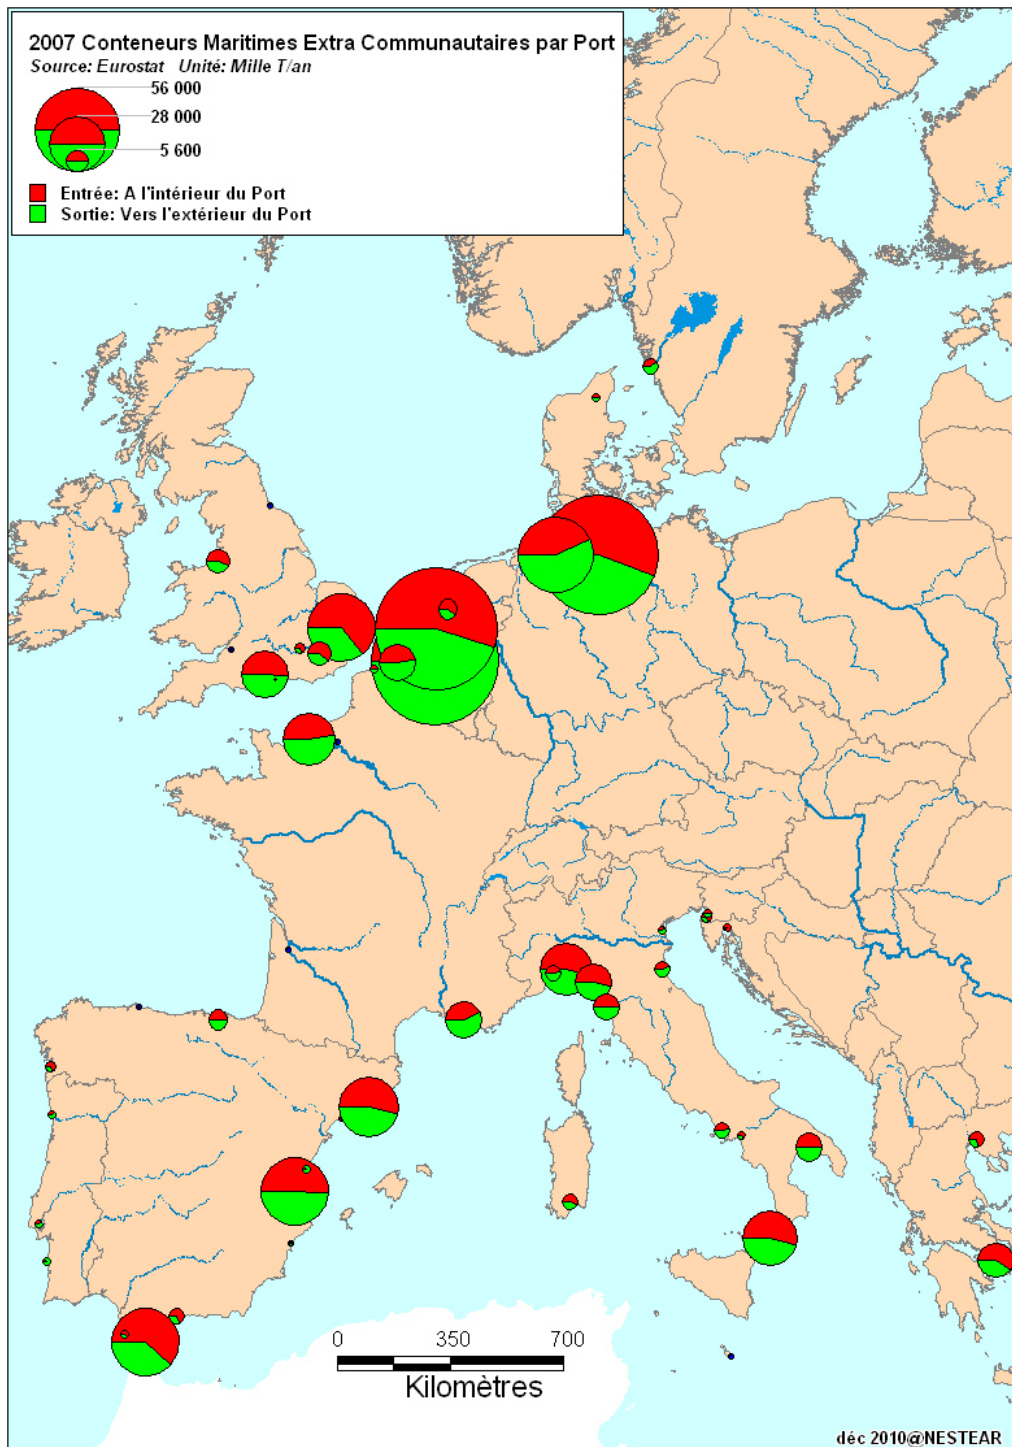 2007 Conteneurs Maritimes Extra Communautaires par Port
Source: Eurostat Unité: Mille T/an
56 000
28 000
5 600
Entrée: A l'intérieur du Port
Sortie: Vers l'extérieur du Port
0 350 700
Kilomètres
déc 2010@NESTEAR